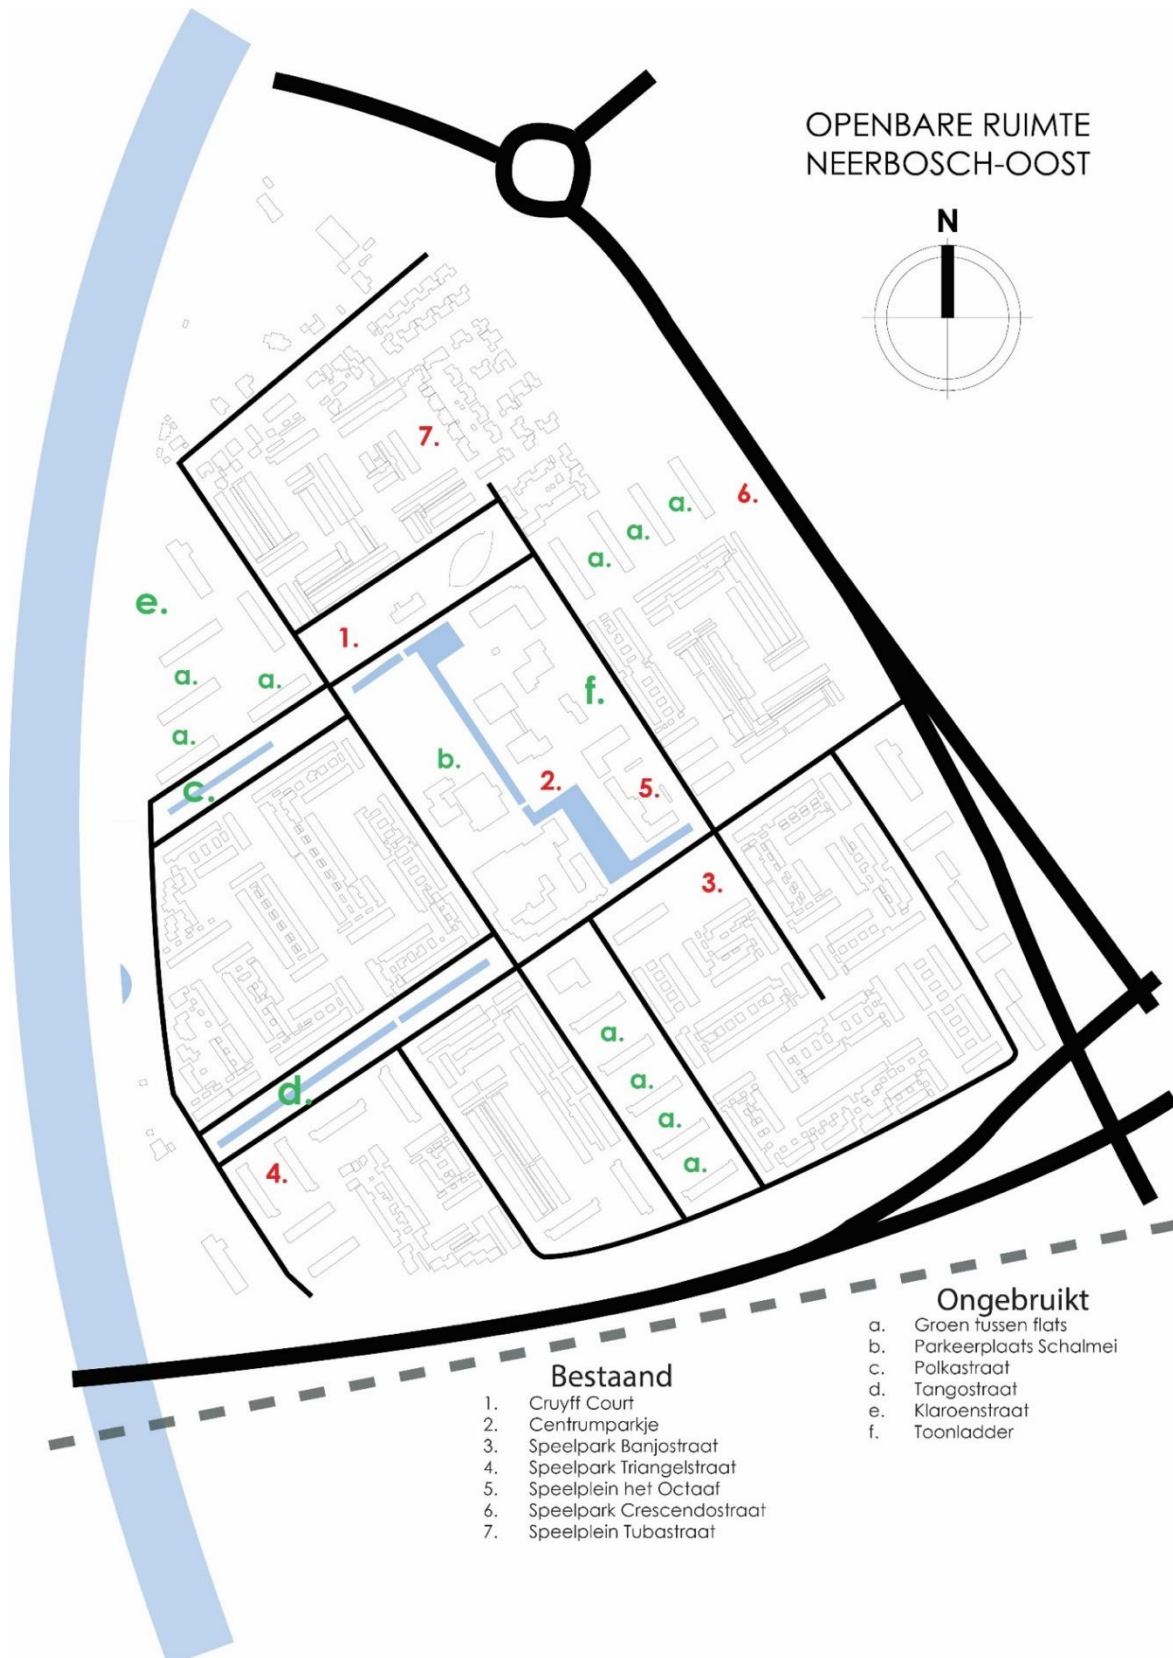 OPENBARE RUIMTE
NEERBOSCH-OOST
N
7.
6.
a.
a.
a.
e.
1.
a.
a.
f.
a.
b.
2.
5.
c.
3.
a.
a.
d.
a.
4.
a.
Ongebruikt
a. Groen tussen flats
b. Parkeerplaats Schalmei
c. Polkastraat
d. Tangostraat
e. Klaroenstraat
f. Toonladder
Bestaand
1. Cruyff Court
2. Centrumparkje
3. Speelpark Banjostraat
4. Speelpark Triangelstraat
5. Speelplein het Octaaf
6. Speelpark Crescendostraat
7. Speelplein Tubastraat